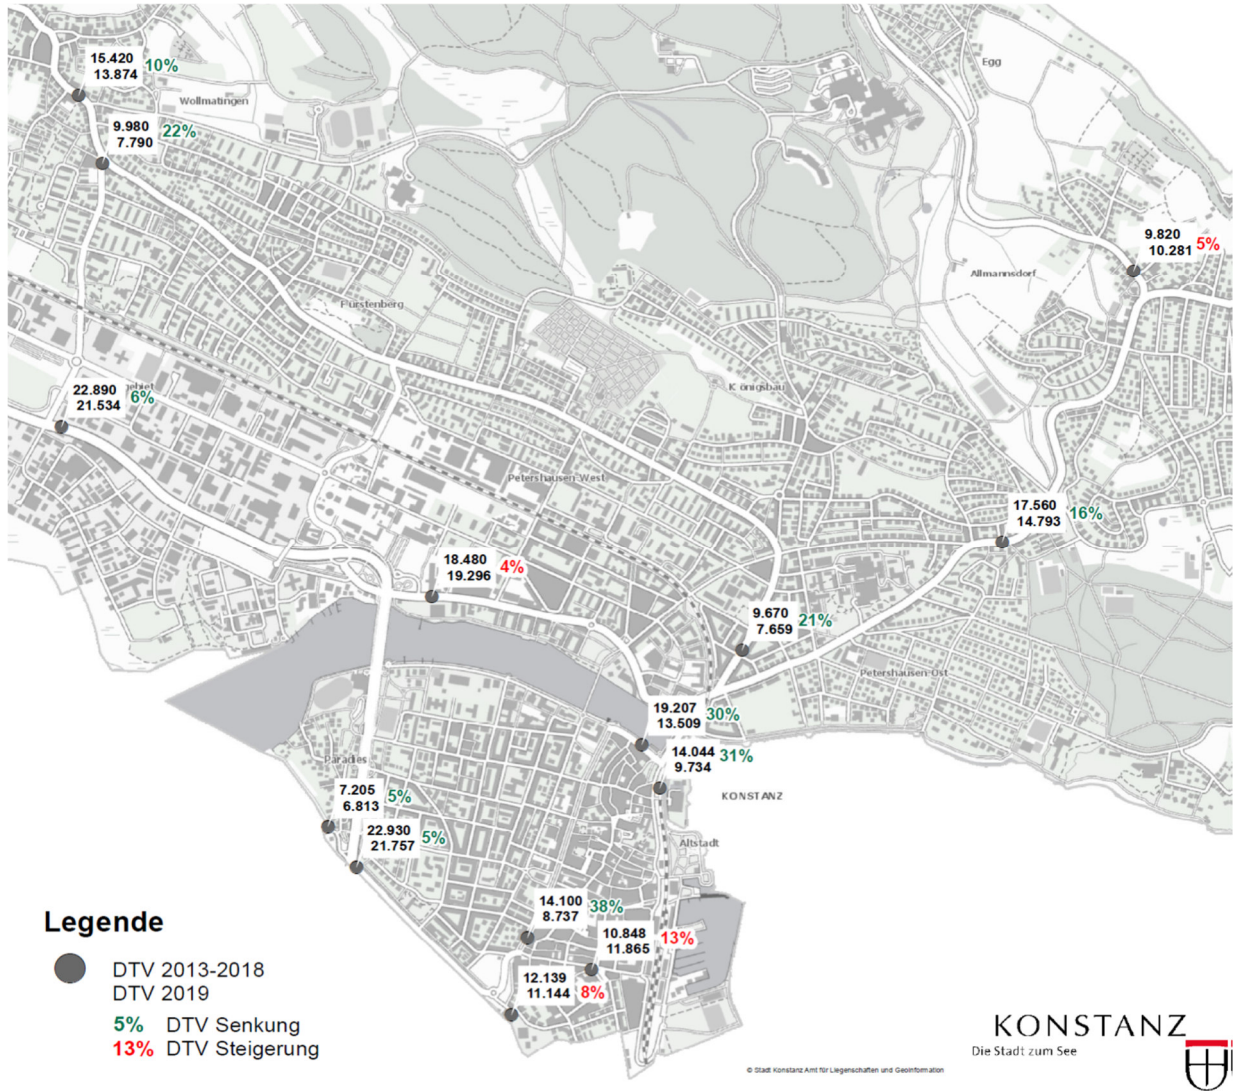 15.420
13.874 10%
Wollmatingen
9.980
7.790 22%
Egg
9.820
10.281 5%
Allmannsdorf
Fürstenberg
22.890
21.534 6%
gebiet
Königsbau
Petershausen-West
17.560
14.793 16%
18.480
19.296 4%
9.670
7.659 21%
Petershausen-Ost
19.207
13.509 30%
14.044
9.734 31%
Paradies
KONSTANZ
7.205
6.813 5%
22.930
21.757 5%
Altstadt
14.100
8.737 38%
10.848
11.865 13%
12.139
11.144 8%
Legende
DTV 2013-2018
DTV 2019
5% DTV Senkung
13% DTV Steigerung
KONSTANZ
Die Stadt zum See
© Stadt Konstanz Amt für Liegenschaften und Geoinformation